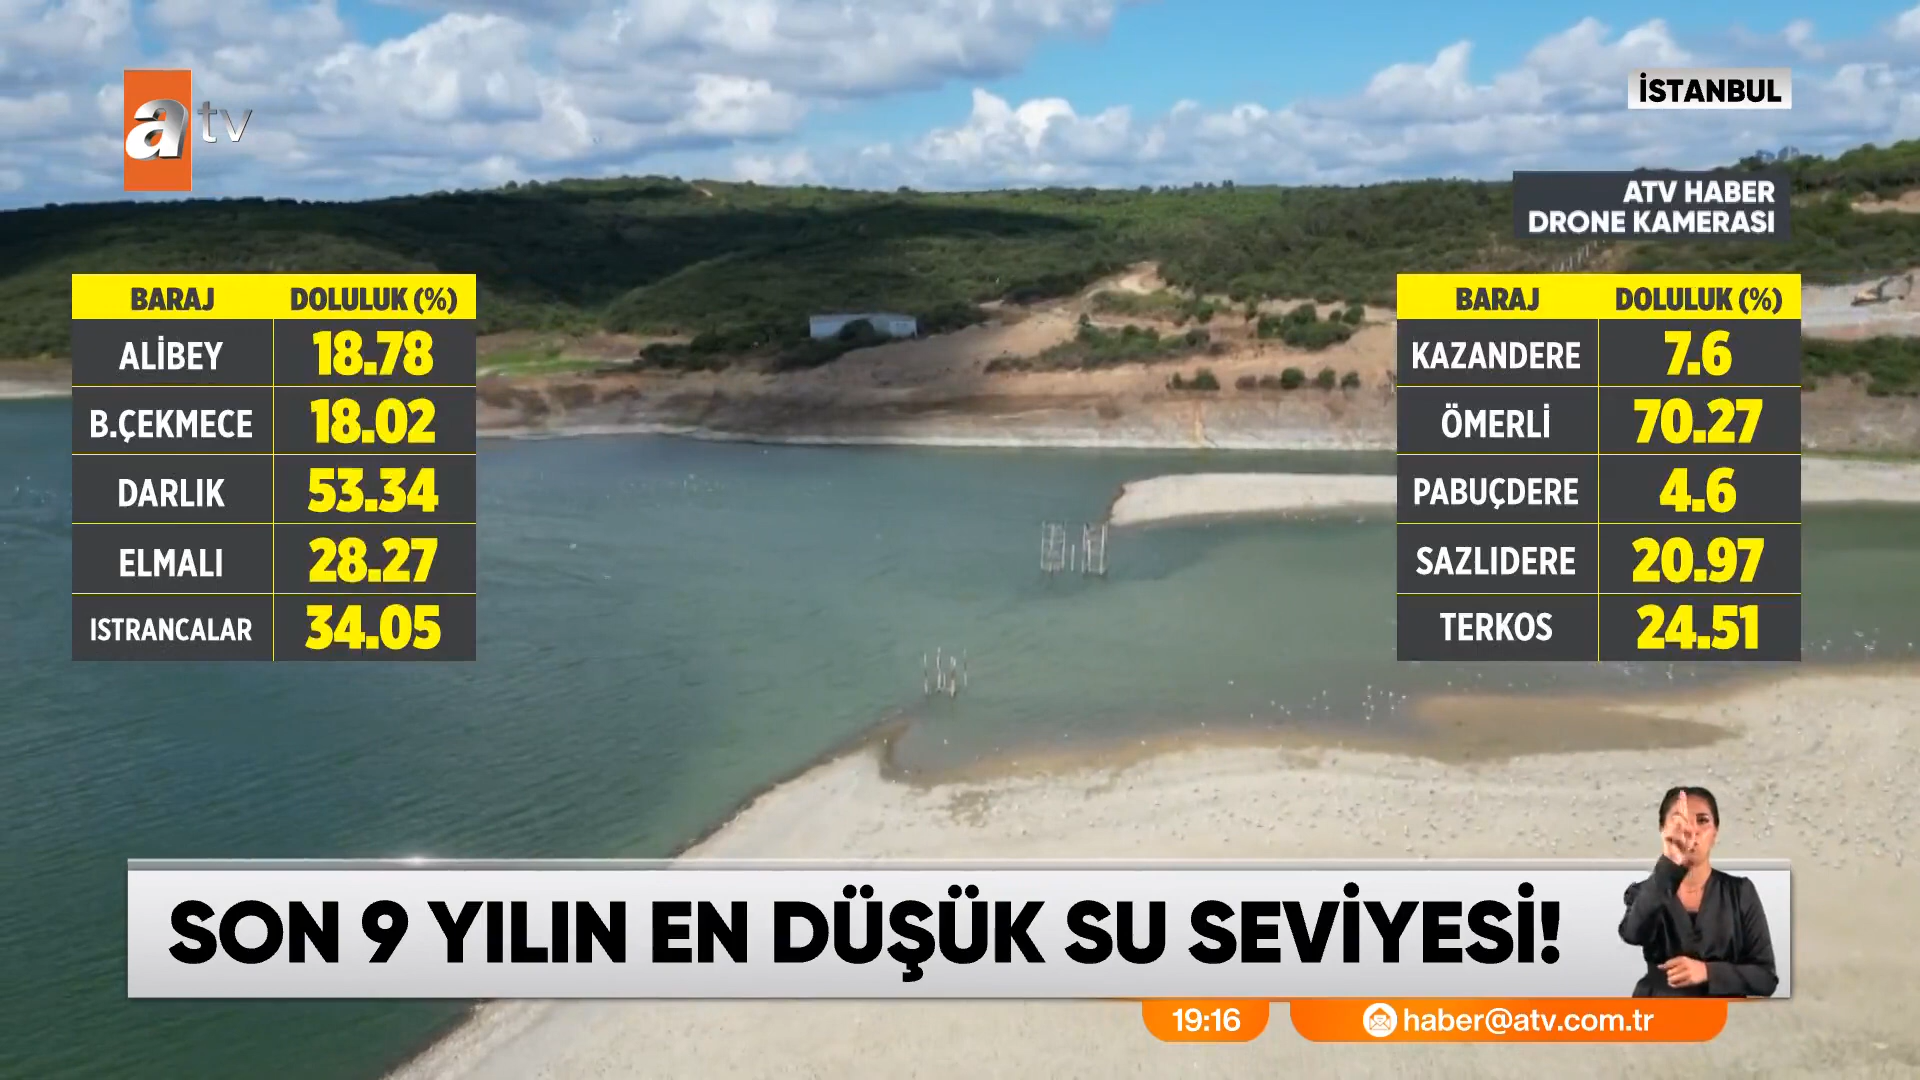 atv
İSTANBUL
ATV HABER
DRONE KAMERASI
BARAJ DOLULUK (%)
ALİBEY 18.78
B.ÇEKMECE 18.02
DARLIK 53.34
ELMALI 28.27
ISTRANCALAR 34.05
BARAJ DOLULUK (%)
KAZANDERE 7.6
ÖMERLİ 70.27
PABUÇDERE 4.6
SAZLIDERE 20.97
TERKOS 24.51
SON 9 YILIN EN DÜŞÜK SU SEVİYESİ!
19:16 haber@atv.com.tr